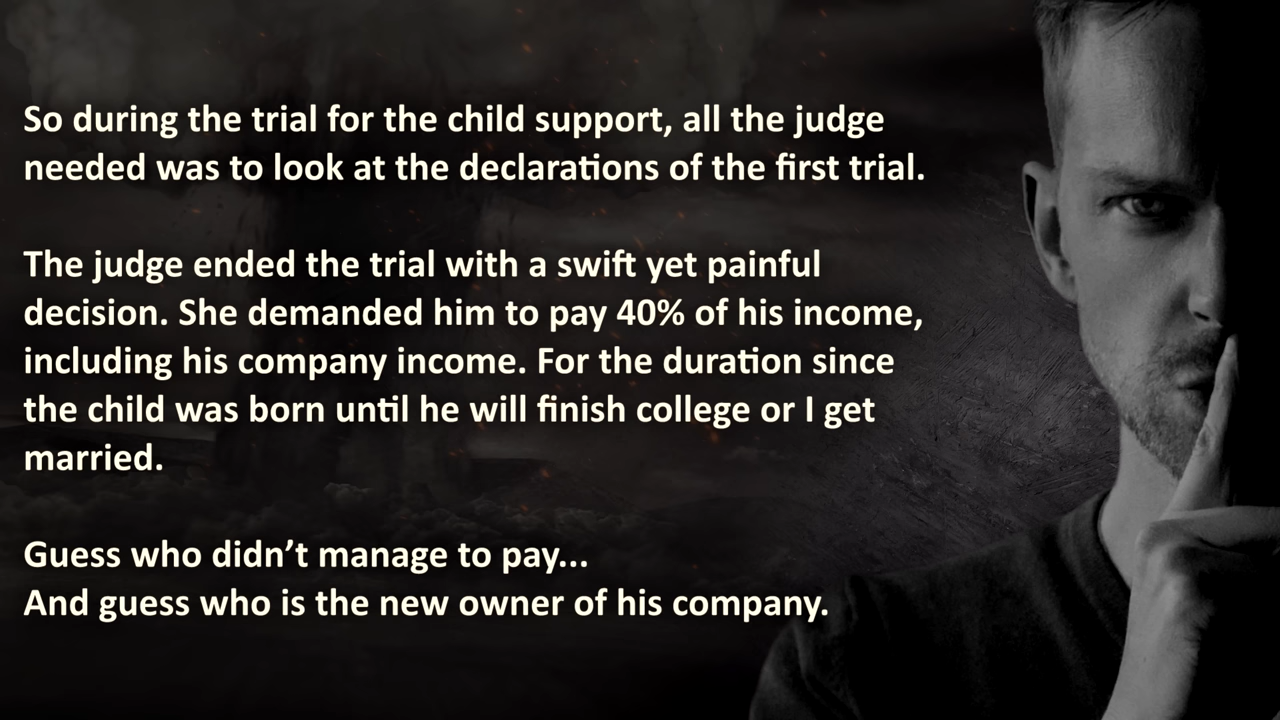 So during the trial for the child support, all the judge
needed was to look at the declarations of the first trial.
The judge ended the trial with a swift yet painful
decision. She demanded him to pay 40% of his income,
including his company income. For the duration since
the child was born until he will finish college or I get
married.
Guess who didn’t manage to pay...
And guess who is the new owner of his company.